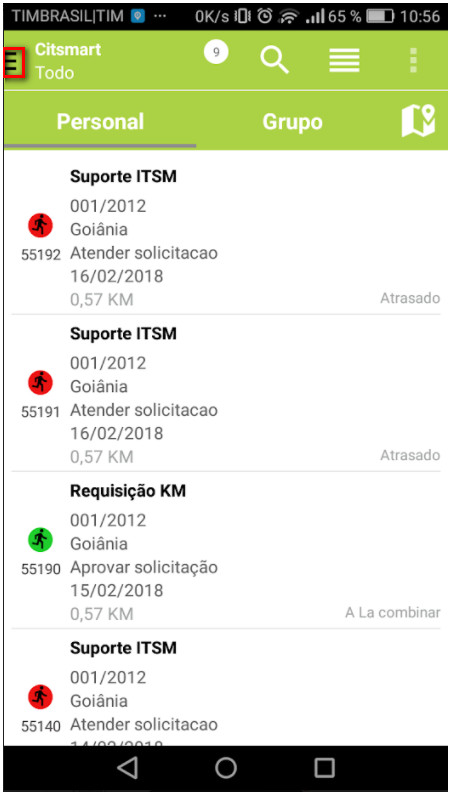 TIMBRASIL|TIM ... 0K/s 65 % 10:56
Citsmart
Todo
9
Personal Grupo
Suporte ITSM
001/2012
Goiânia
55192 Atender solicitacao
16/02/2018
0,57 KM Atrasado
Suporte ITSM
001/2012
Goiânia
55191 Atender solicitacao
16/02/2018
0,57 KM Atrasado
Requisição KM
001/2012
Goiânia
55190 Aprovar solicitação
15/02/2018
0,57 KM A La combinar
Suporte ITSM
001/2012
Goiânia
55140 Atender solicitacao
14/02/2018